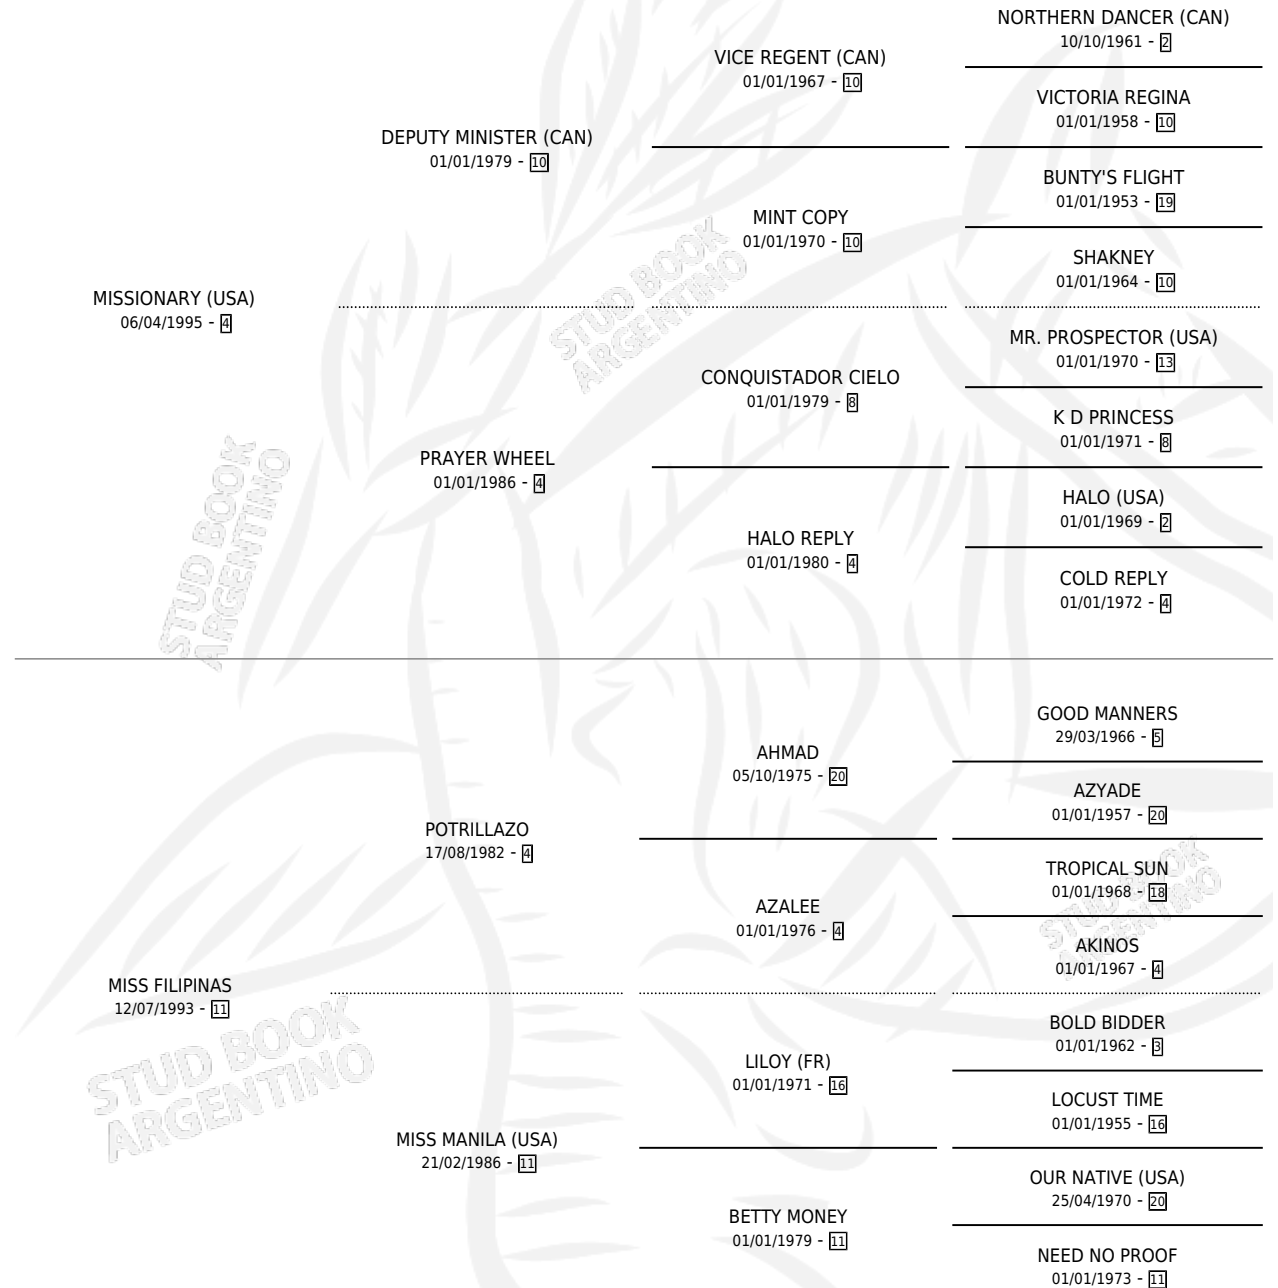 NORTHERN DANCER (CAN)
10/10/1961 - 2
VICE REGENT (CAN)
01/01/1967 - 10
VICTORIA REGINA
01/01/1958 - 10
DEPUTY MINISTER (CAN)
01/01/1979 - 10
BUNTY'S FLIGHT
01/01/1953 - 19
MINT COPY
01/01/1970 - 10
SHAKNEY
01/01/1964 - 10
MISSIONARY (USA)
06/04/1995 - 4
MR. PROSPECTOR (USA)
01/01/1970 - 13
CONQUISTADOR CIELO
01/01/1979 - 8
K D PRINCESS
01/01/1971 - 8
PRAYER WHEEL
01/01/1986 - 4
HALO (USA)
01/01/1969 - 2
HALO REPLY
01/01/1980 - 4
COLD REPLY
01/01/1972 - 4
GOOD MANNERS
29/03/1966 - 5
AHMAD
05/10/1975 - 20
AZYADE
01/01/1957 - 20
POTRILLAZO
17/08/1982 - 4
TROPICAL SUN
01/01/1968 - 18
AZALEE
01/01/1976 - 4
AKINOS
01/01/1967 - 4
MISS FILIPINAS
12/07/1993 - 11
BOLD BIDDER
01/01/1962 - 3
LILOY (FR)
01/01/1971 - 16
LOCUST TIME
01/01/1955 - 16
MISS MANILA (USA)
21/02/1986 - 11
OUR NATIVE (USA)
25/04/1970 - 20
BETTY MONEY
01/01/1979 - 11
NEED NO PROOF
01/01/1973 - 11
STUD BOOK
ARGENTINO
STUD BOOK
ARGENTINO
STUD BOOK
ARGENTINO
STUD BOOK
ARGENTINO